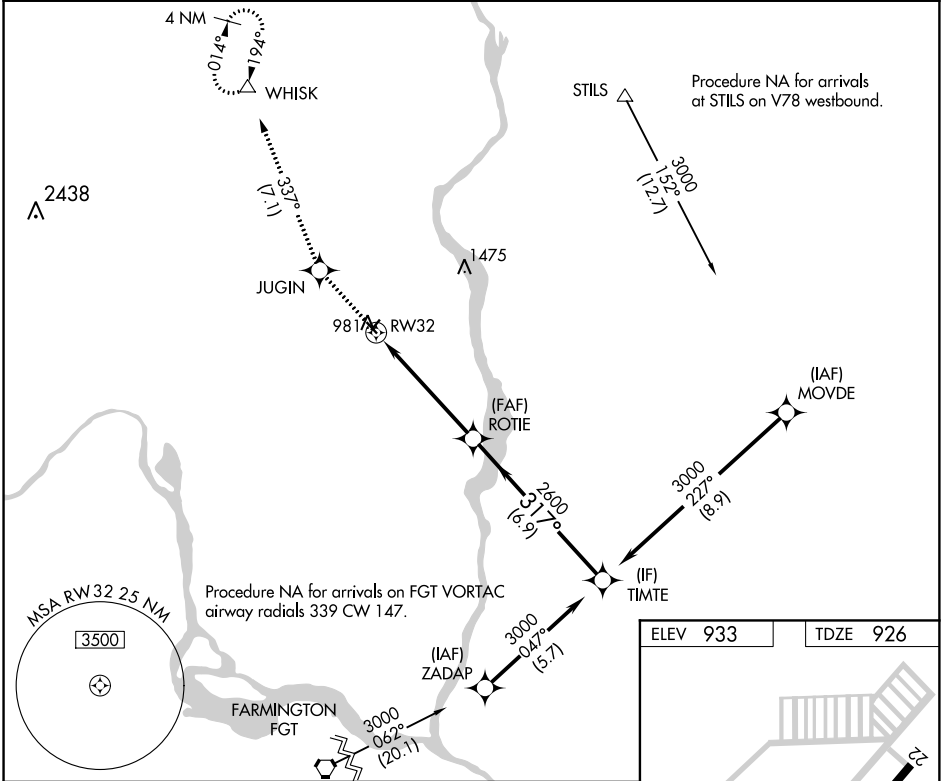 4 NM
014°
194°
WHISK
STILS
Procedure NA for arrivals
at STILS on V78 westbound.
3000
152°
(12.7)
2438
337°
(7.1)
1475
JUGIN
981
RW32
(IAF)
MOVDE
(FAF)
ROTIE
3000
227°
(8.9)
2600
317°
(6.9)
(IF)
TIMTE
Procedure NA for arrivals on FGT VORTAC
airway radials 339 CW 147.
MSA RW32 25 NM
3500
3000
047°
(5.7)
(IAF)
ZADAP
FARMINGTON
FGT
3000
062°
(20.1)
ELEV 933
TDZE 926
22